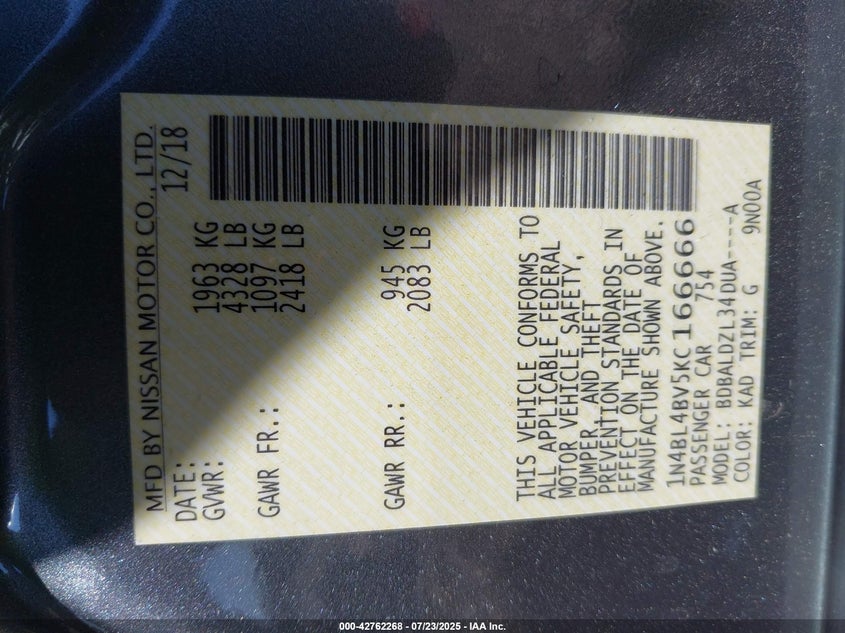 MFD BY NISSAN MOTOR CO., LTD.
DATE: 12/18
GVWR: 1963 KG
4328 LB
GAWR FR.: 1097 KG
2418 LB
GAWR RR.: 945 KG
2083 LB
THIS VEHICLE CONFORMS TO
ALL APPLICABLE FEDERAL
MOTOR VEHICLE SAFETY,
BUMPER, AND THEFT
PREVENTION STANDARDS IN
EFFECT ON THE DATE OF
MANUFACTURE SHOWN ABOVE.
1N4BL4BV5KC166666
PASSENGER CAR 754
MODEL: BDBALDZL34DUA----A
COLOR: KAD TRIM: G 9N00A
000-42762268 - 07/23/2025 - IAA Inc.